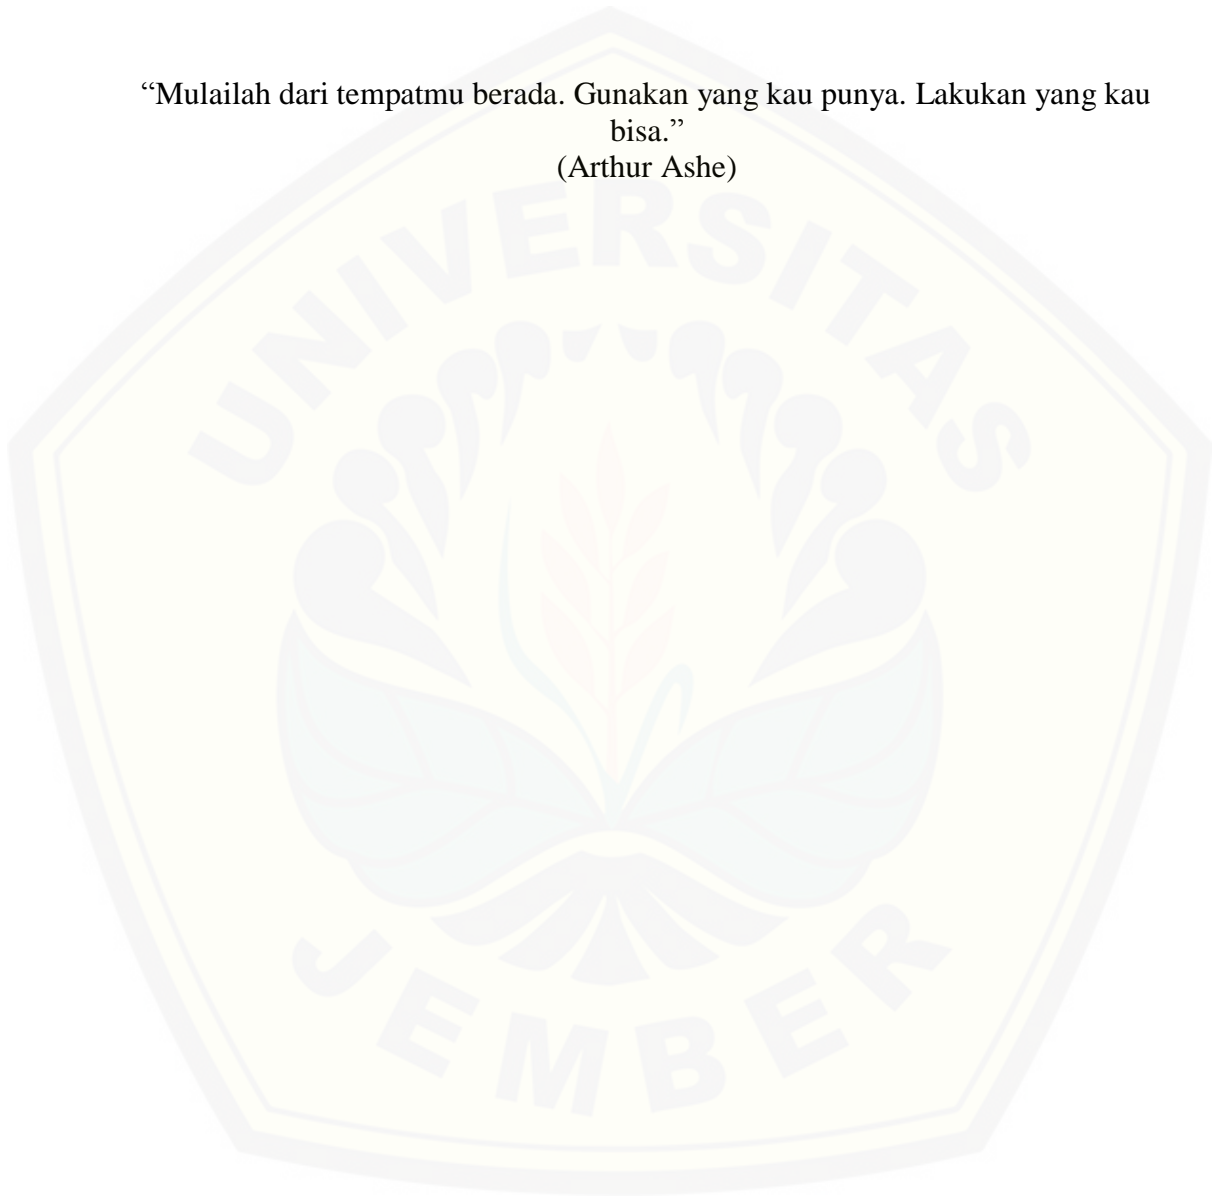 “Mulailah dari tempatmu berada. Gunakan yang kau punya. Lakukan yang kau
bisa.”
(Arthur Ashe)
UNIVERSITAS
JEMBER